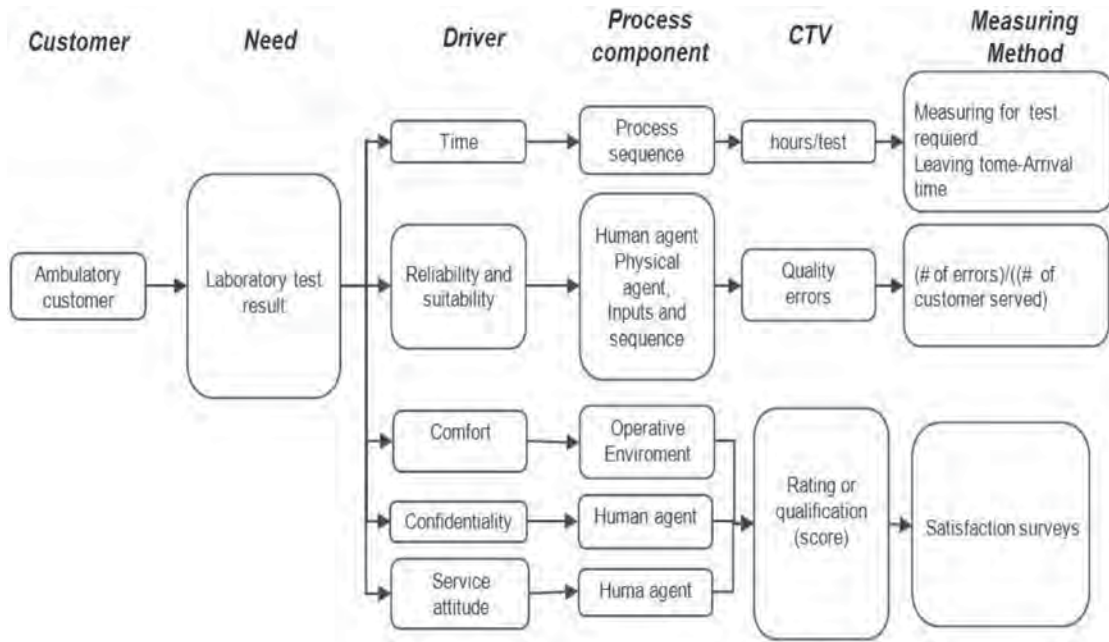 Customer
Need
Driver
Process
component
CTV
Measuring
Method
Ambulatory
customer
Laboratory test
result
Time
Process
sequence
hours/test
Measuring for test
requierd
Leaving tome-Arrival
time
Reliability and
suitability
Human agent
Physical
agent,
Inputs and
sequence
Quality
errors
(# of errors)/((# of
customer served)
Comfort
Operative
Enviroment
Confidentiality
Human agent
Service
attitude
Huma agent
Rating or
qualification
(score)
Satisfaction surveys